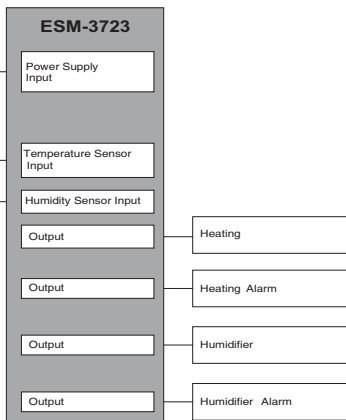 ESM-3723
Power Supply
Input
Temperature Sensor
Input
Humidity Sensor Input
Output
Heating
Output
Heating Alarm
Output
Humidifier
Output
Humidifier Alarm